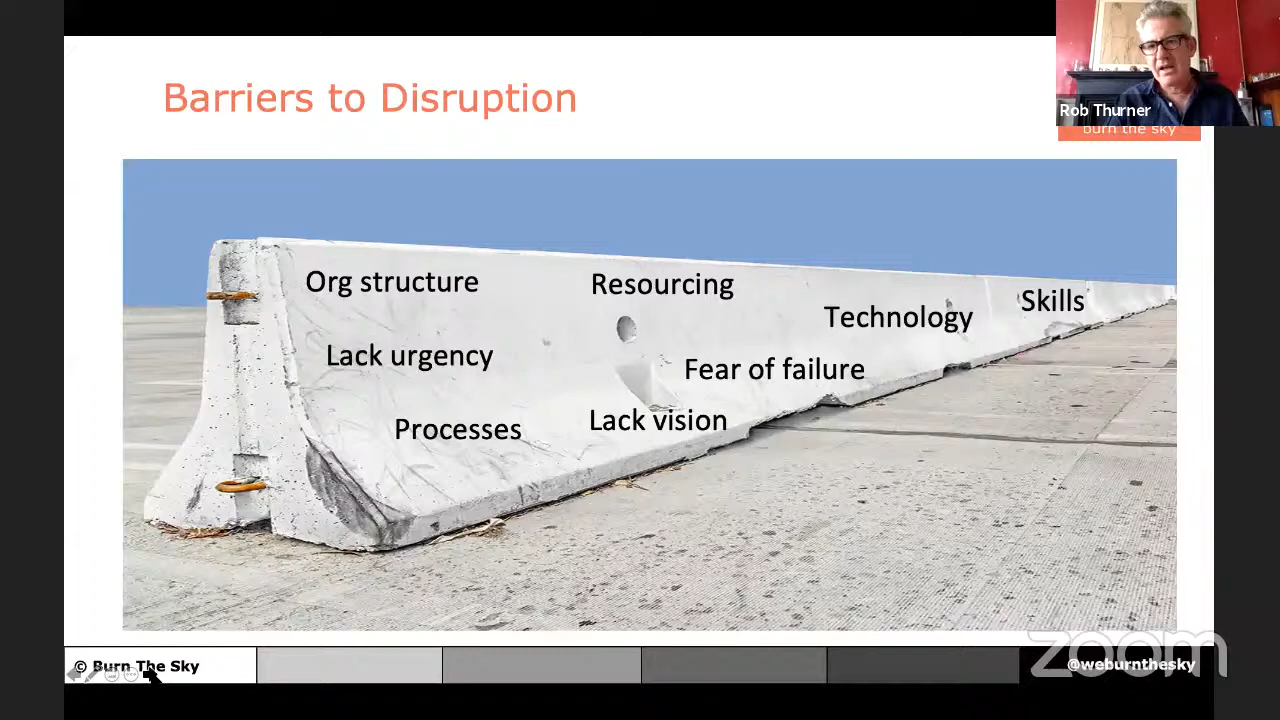 Barriers to Disruption
Rob Thurner
burn the sky
Org structure
Resourcing
Technology
Skills
Lack urgency
Fear of failure
Processes
Lack vision
© Burn The Sky
@weburnthesky
zoom